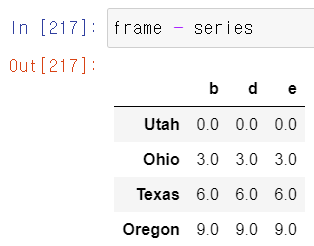 In [217]: frame - series
Out[217]:
b d e
Utah 0.0 0.0 0.0
Ohio 3.0 3.0 3.0
Texas 6.0 6.0 6.0
Oregon 9.0 9.0 9.0